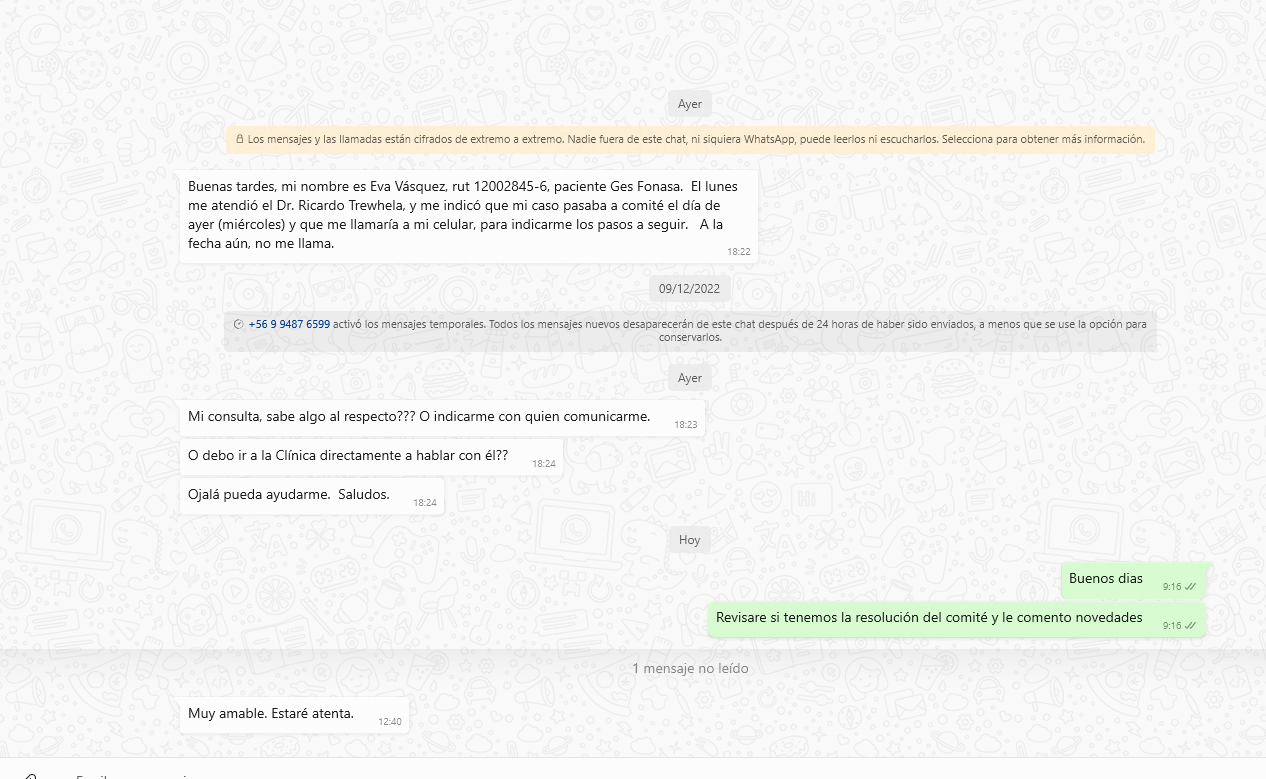 Ayer
Los mensajes y las llamadas están cifrados de extremo a extremo. Nadie fuera de este chat, ni siquiera WhatsApp, puede leerlos ni escucharlos. Selecciona para obtener más información.
Buenas tardes, mi nombre es Eva Vásquez, rut 12002845-6, paciente Ges Fonasa.  El lunes
me atendió el Dr. Ricardo Trewhela, y me indicó que mi caso pasaba a comité el día de
ayer (miércoles) y que me llamaría a mi celular, para indicarme los pasos a seguir.   A la
fecha aún, no me llama.
18:22
09/12/2022
+56 9 9487 6599 activó los mensajes temporales. Todos los mensajes nuevos desaparecerán de este chat después de 24 horas de haber sido enviados, a menos que se use la opción para
conservarlos.
Ayer
Mi consulta, sabe algo al respecto??? O indicarme con quien comunicarme.
18:23
O debo ir a la Clínica directamente a hablar con él??
18:24
Ojalá pueda ayudarme.  Saludos.
18:24
Hoy
Buenos dias
9:16
Revisare si tenemos la resolución del comité y le comento novedades
9:16
1 mensaje no leído
Muy amable. Estaré atenta.
12:40